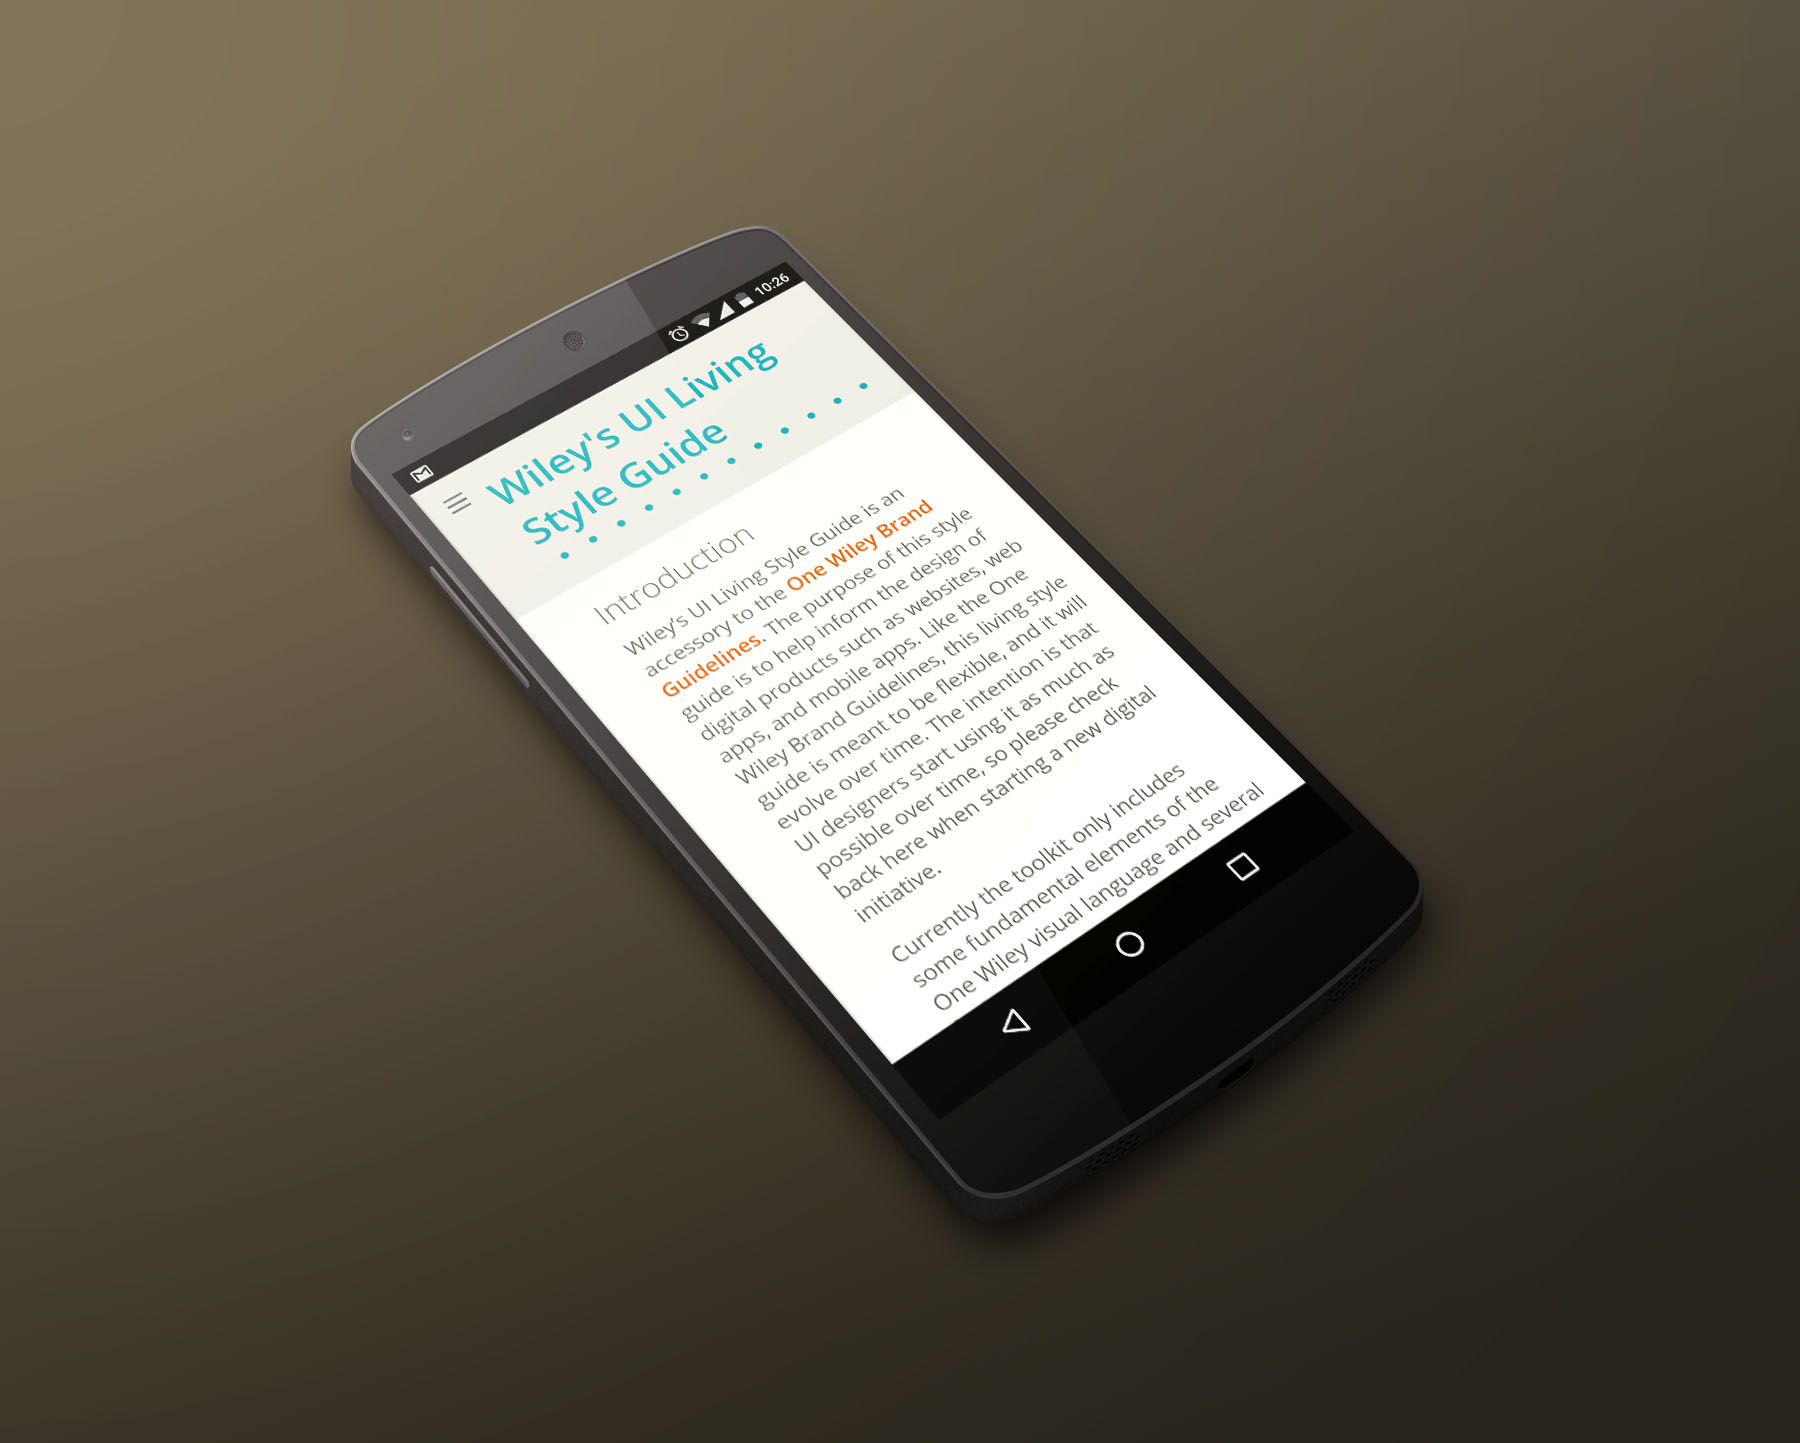 10:26
Wiley's UI Living
Style Guide
Introduction
Wiley's UI Living Style Guide is an
accessory to the One Wiley Brand
Guidelines. The purpose of this style
guide is to help inform the design of
digital products such as websites, web
apps, and mobile apps. Like the One
Wiley Brand Guidelines, this living style
guide is meant to be flexible, and it will
evolve over time. The intention is that
UI designers start using it as much as
possible over time, so please check
back here when starting a new digital
initiative.
Currently the toolkit only includes
some fundamental elements of the
One Wiley visual language and several